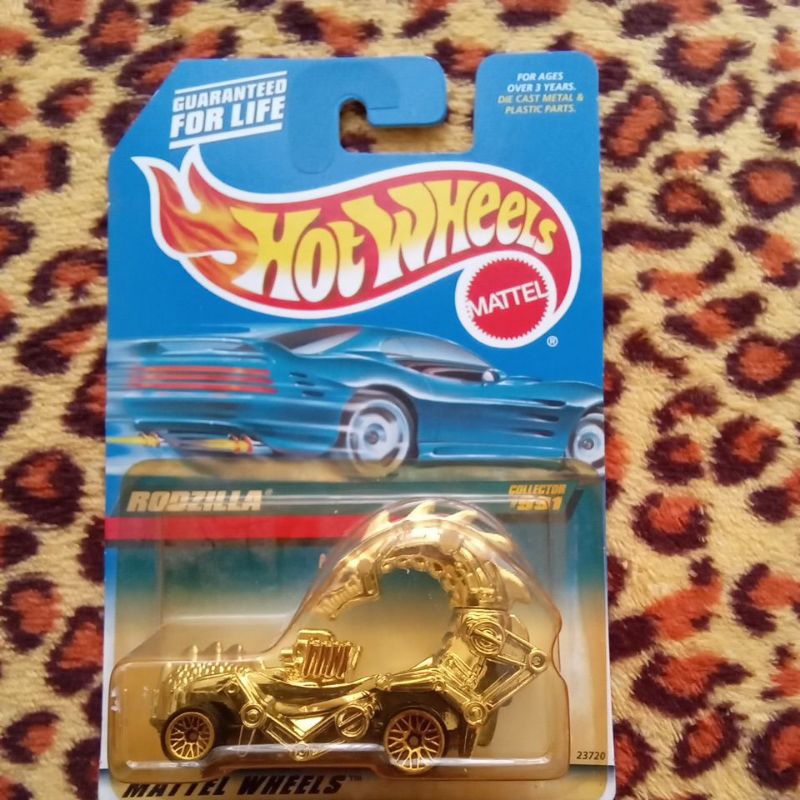 GUARANTEED
FOR LIFE
FOR AGES
OVER 3 YEARS.
DIE CAST METAL &
PLASTIC PARTS.
HOT WHEELS
MATTEL
®
RODZILLA®
COLLECTOR
23720
MATTEL WHEELS™